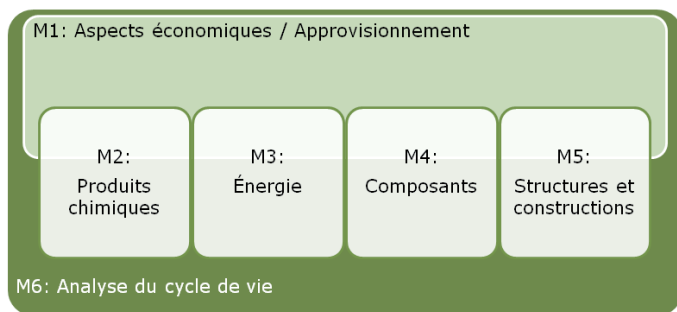 M1: Aspects économiques / Approvisionnement
M2:
Produits
chimiques
M3:
Énergie
M4:
Composants
M5:
Structures et
constructions
M6: Analyse du cycle de vie